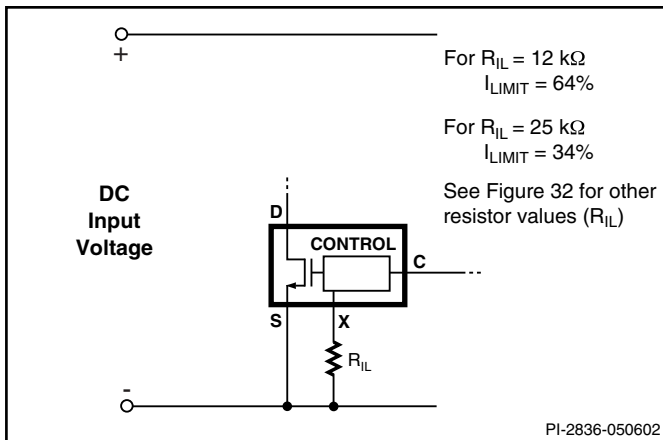 +
For R_IL = 12 kΩ
I_LIMIT = 64%
For R_IL = 25 kΩ
I_LIMIT = 34%
See Figure 32 for other
resistor values (R_IL)
DC
Input
Voltage
D
CONTROL
C
S
X
R_IL
-
PI-2836-050602